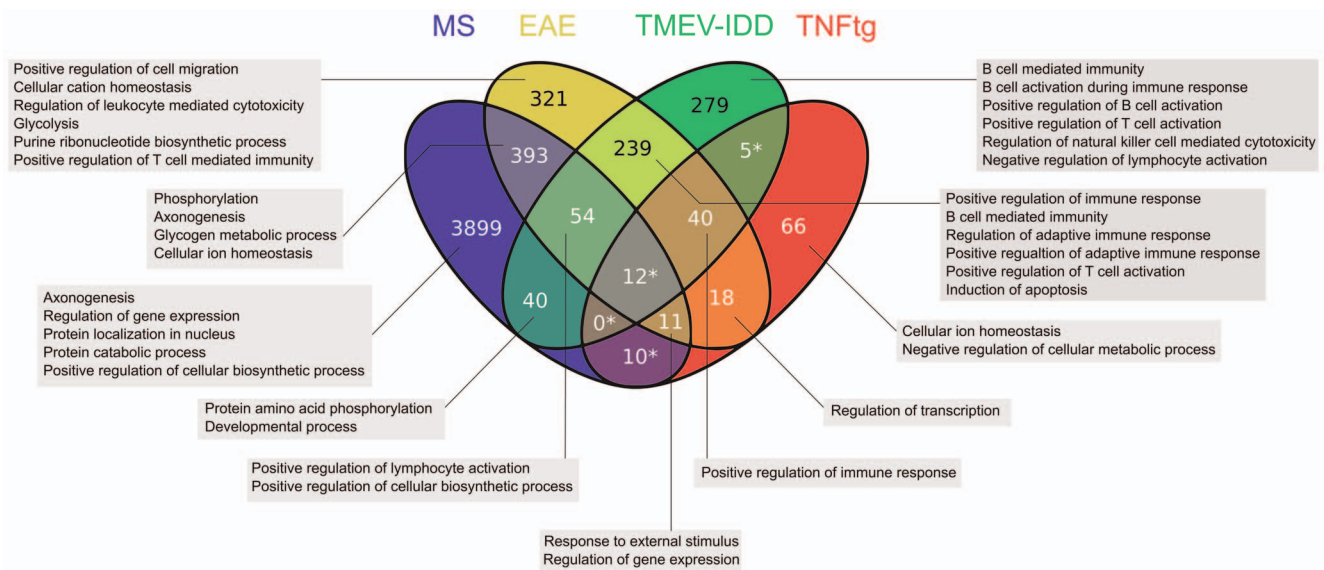 MS EAE TMEV-IDD TNFtg
Positive regulation of cell migration
Cellular cation homeostasis
Regulation of leukocyte mediated cytotoxicity
Glycolysis
Purine ribonucleotide biosynthetic process
Positive regulation of T cell mediated immunity
B cell mediated immunity
B cell activation during immune response
Positive regulation of B cell activation
Positive regulation of T cell activation
Regulation of natural killer cell mediated cytotoxicity
Negative regulation of lymphocyte activation
321
279
393
239
5*
3899
54
40
66
12*
40
18
0*
11
10*
Phosphorylation
Axonogenesis
Glycogen metabolic process
Cellular ion homeostasis
Positive regulation of immune response
B cell mediated immunity
Regulation of adaptive immune response
Positive regualtion of adaptive immune response
Positive regulation of T cell activation
Induction of apoptosis
Axonogenesis
Regulation of gene expression
Protein localization in nucleus
Protein catabolic process
Positive regulation of cellular biosynthetic process
Cellular ion homeostasis
Negative regulation of cellular metabolic process
Protein amino acid phosphorylation
Developmental process
Regulation of transcription
Positive regulation of lymphocyte activation
Positive regulation of cellular biosynthetic process
Positive regulation of immune response
Response to external stimulus
Regulation of gene expression